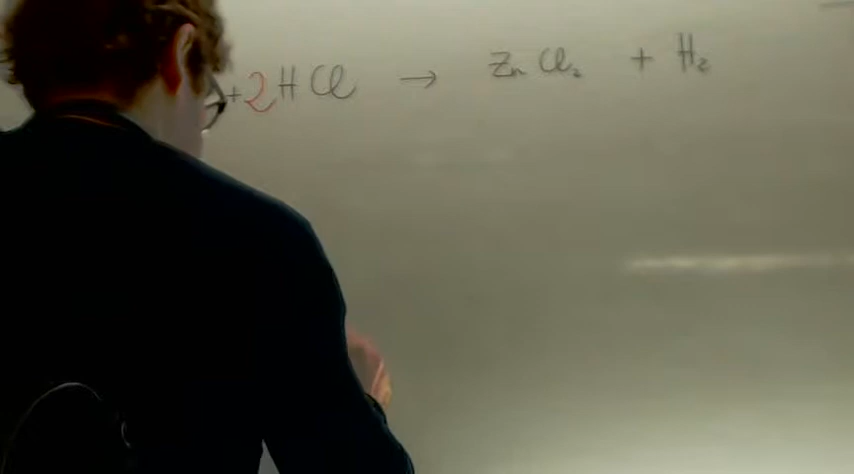 + 2HCl → ZnCl₂ + H₂